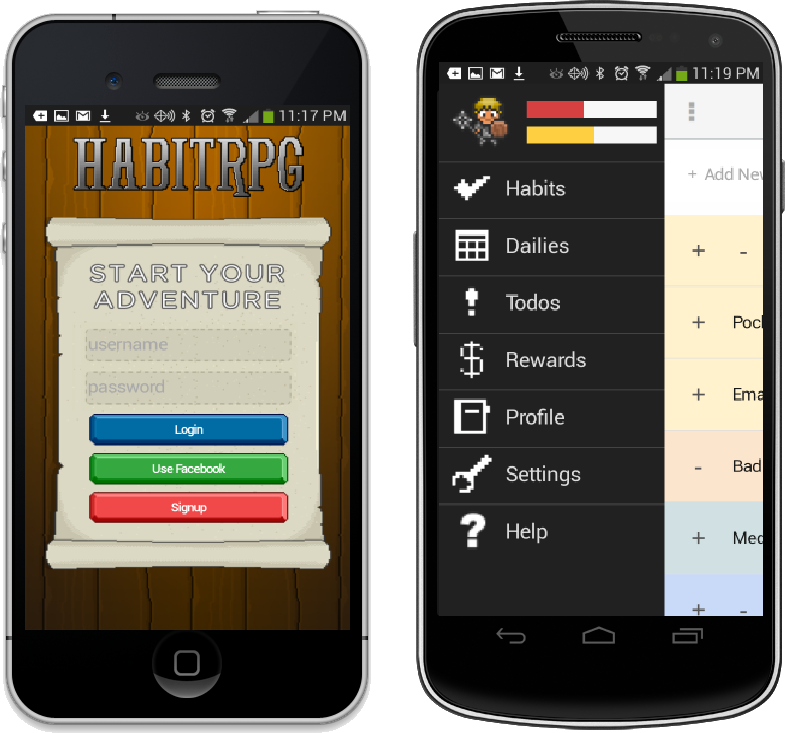 11:17 PM
HABITRPG
START YOUR
ADVENTURE
username
password
Login
Use Facebook
Signup
11:19 PM
+ Add New
Habits
Dailies
+ -
Todos
+ Pock
Rewards
+ Ema
Profile
- Bad
Settings
+ Med
Help
+ -